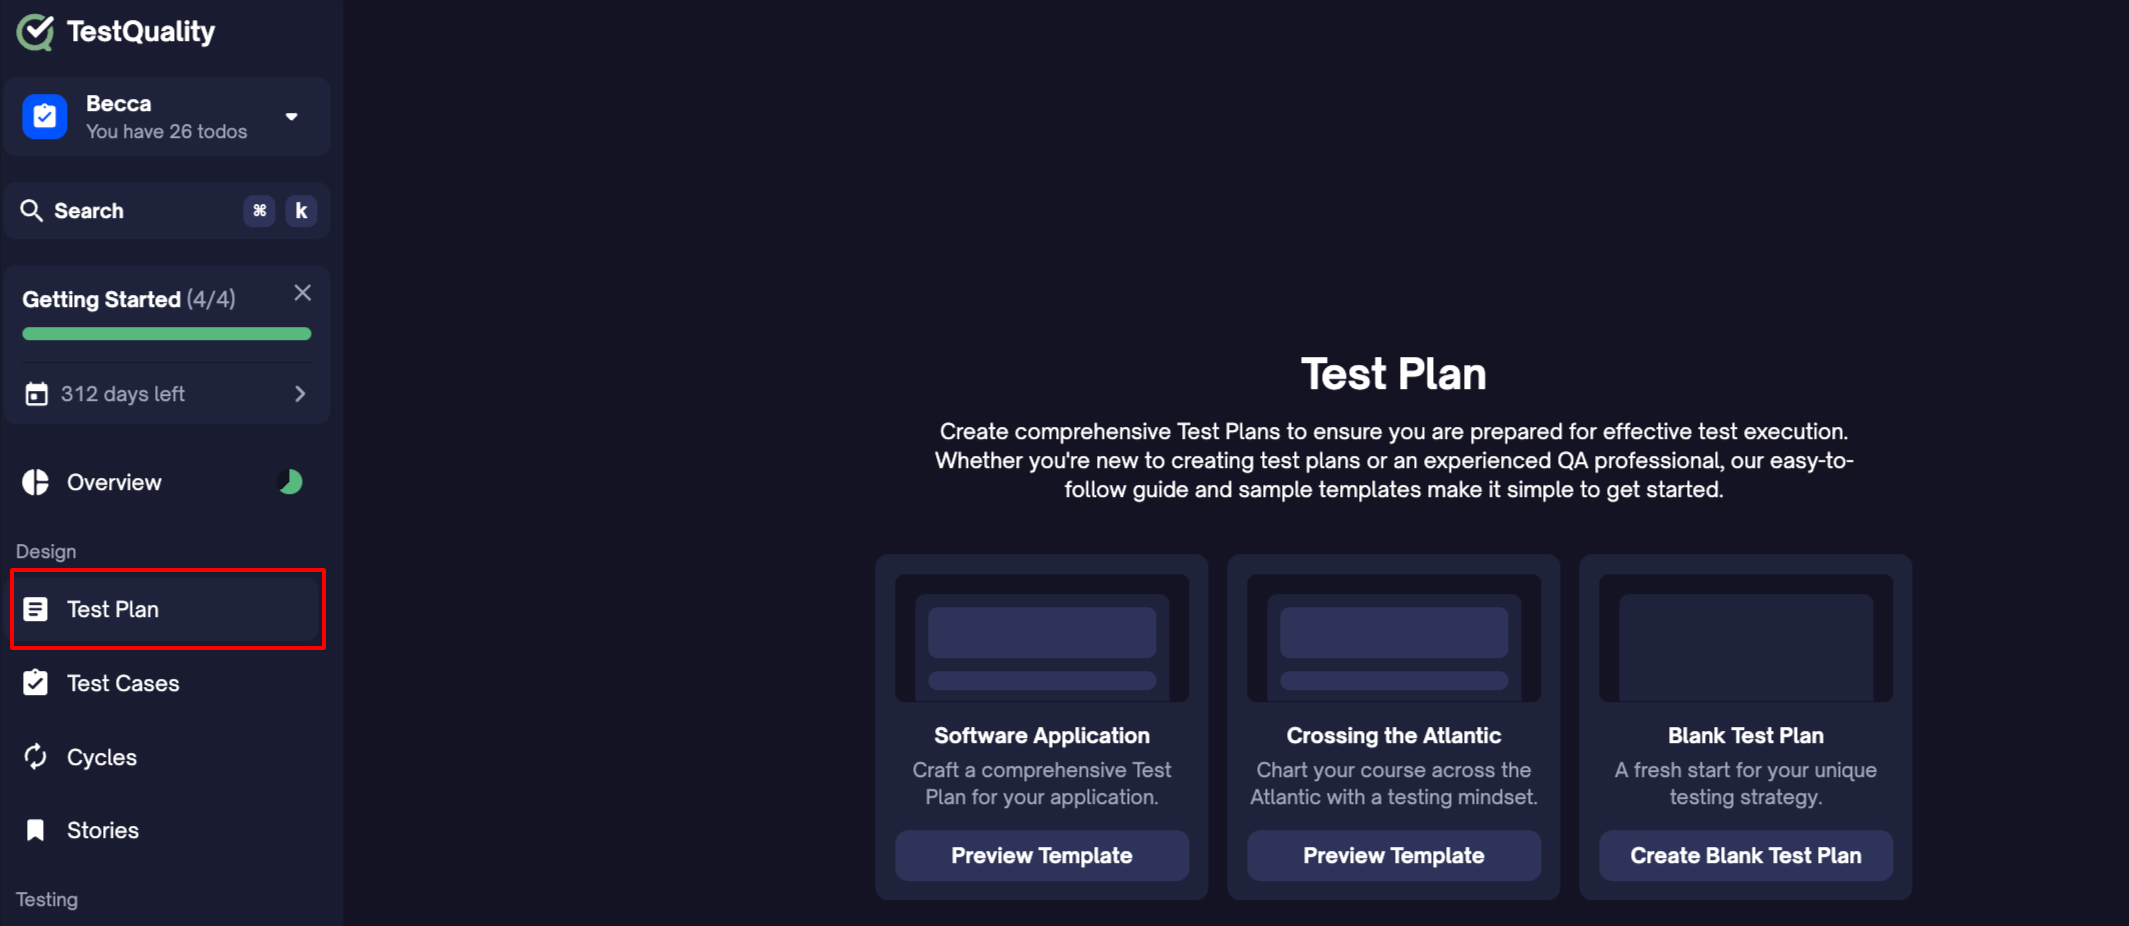 TestQuality
Becca
You have 26 todos
Search ⌘ k
Getting Started (4/4)
312 days left
Overview
Design
Test Plan
Test Cases
Cycles
Stories
Testing
Test Plan
Create comprehensive Test Plans to ensure you are prepared for effective test execution.
Whether you're new to creating test plans or an experienced QA professional, our easy-to-
follow guide and sample templates make it simple to get started.
Software Application
Craft a comprehensive Test
Plan for your application.
Preview Template
Crossing the Atlantic
Chart your course across the
Atlantic with a testing mindset.
Preview Template
Blank Test Plan
A fresh start for your unique
testing strategy.
Create Blank Test Plan